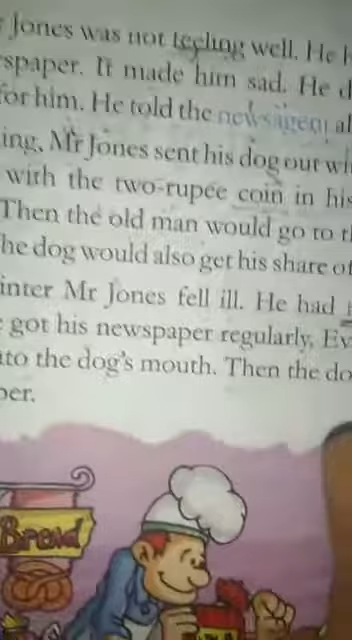 Jones was not feeling well. He
spaper. It made him sad. He
for him. He told the newsagent
ing, Mr Jones sent his dog out
with the two-rupee coin in his
Then the old man would go to
he dog would also get his share of
inter Mr Jones fell ill. He had
got his newspaper regularly. Ev
to the dog's mouth. Then the do
per.
Bread